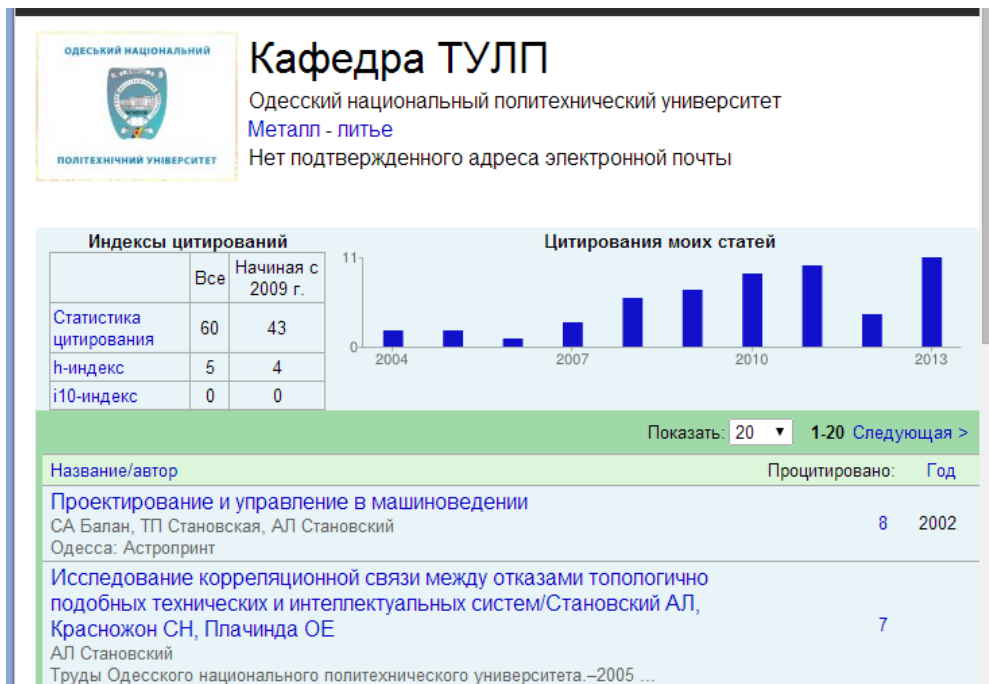 ОДЕСЬКИЙ НАЦІОНАЛЬНИЙ
ПОЛІТЕХНІЧНИЙ УНІВЕРСИТЕТ
Кафедра ТУЛП
Одесский национальный политехнический университет
Металл - литье
Нет подтвержденного адреса электронной почты
Индексы цитирований
Все
Начиная с
2009 г.
Статистика
цитирования
60
43
h-индекс
5
4
i10-индекс
0
0
Цитирования моих статей
11
0
2004
2007
2010
2013
Показать: 20 1-20 Следующая >
Название/автор
Процитировано:
Год
Проектирование и управление в машиноведении
СА Балан, ТП Становская, АЛ Становский
Одесса: Астропринт
8
2002
Исследование корреляционной связи между отказами топологично
подобных технических и интеллектуальных систем/Становский АЛ,
Красножон СН, Плачинда ОЕ
АЛ Становский
Труды Одесского национального политехнического университета.–2005 ...
7